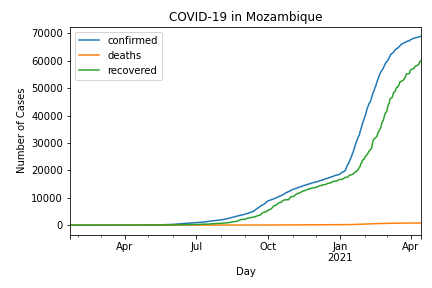 COVID-19 in Mozambique
confirmed
deaths
recovered
Number of Cases
70000
60000
50000
40000
30000
20000
10000
0
Apr
Jul
Oct
Jan
2021
Apr
Day